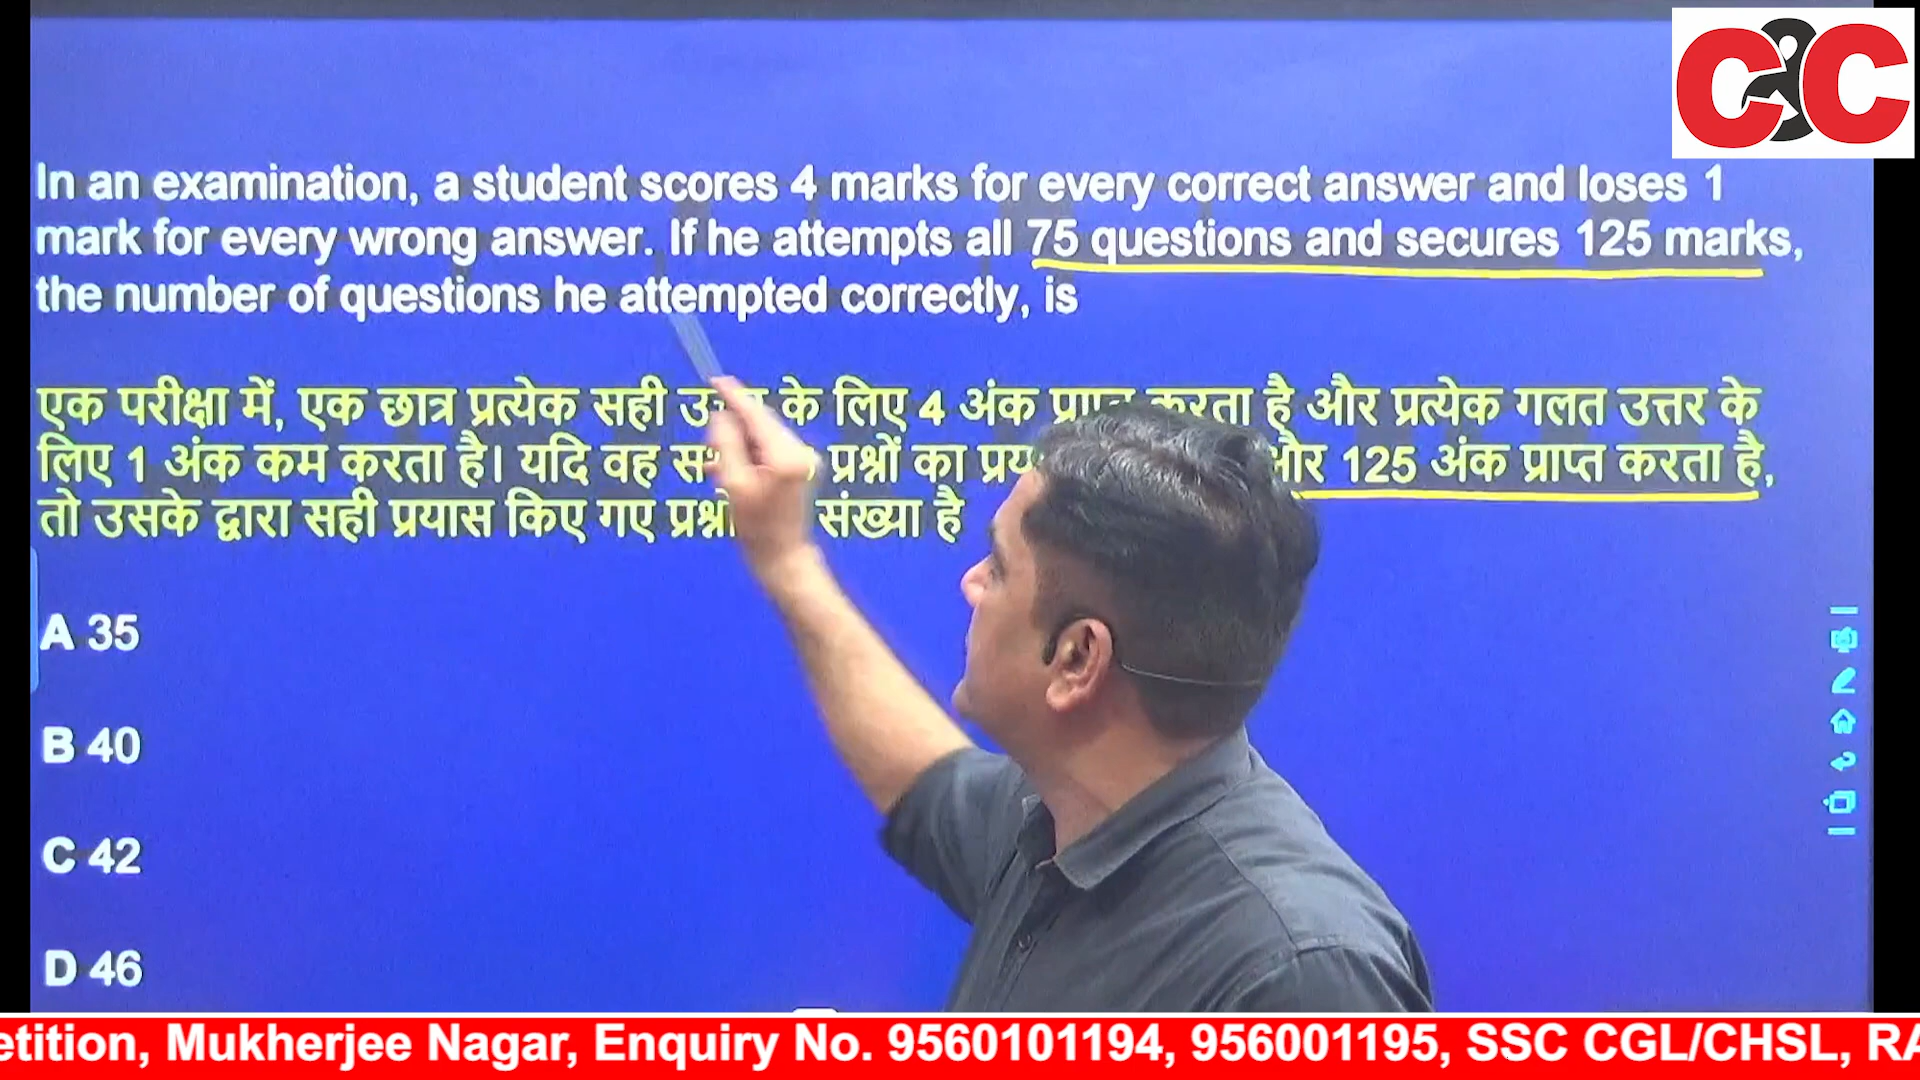 C C
In an examination, a student scores 4 marks for every correct answer and loses 1
mark for every wrong answer. If he attempts all 75 questions and secures 125 marks,
the number of questions he attempted correctly, is
एक परीक्षा में, एक छात्र प्रत्येक सही के लिए 4 अंक करता है और प्रत्येक गलत उत्तर के
लिए 1 अंक कम करता है। यदि वह प्रश्नों का और 125 अंक प्राप्त करता है,
तो उसके द्वारा सही प्रयास किए गए संख्या है
A 35
B 40
C 42
D 46
etition, Mukherjee Nagar, Enquiry No. 9560101194, 956001195, SSC CGL/CHSL, RA